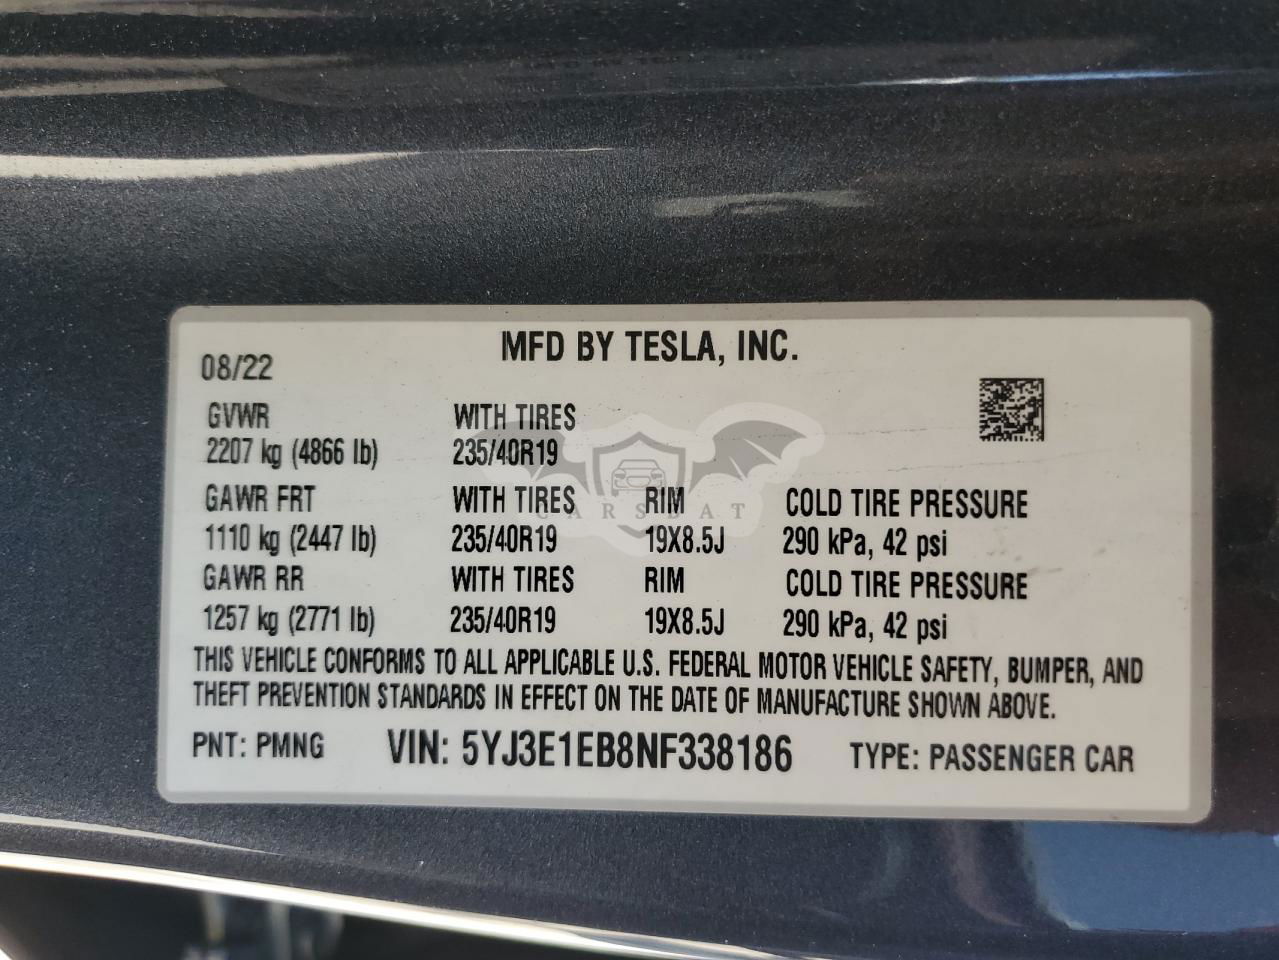 MFD BY TESLA, INC.
08/22
GVWR WITH TIRES
2207 kg (4866 lb) 235/40R19
GAWR FRT WITH TIRES RIM COLD TIRE PRESSURE
CARSBAT
1110 kg (2447 lb) 235/40R19 19X8.5J 290 kPa, 42 psi
GAWR RR WITH TIRES RIM COLD TIRE PRESSURE
1257 kg (2771 lb) 235/40R19 19X8.5J 290 kPa, 42 psi
THIS VEHICLE CONFORMS TO ALL APPLICABLE U.S. FEDERAL MOTOR VEHICLE SAFETY, BUMPER, AND
THEFT PREVENTION STANDARDS IN EFFECT ON THE DATE OF MANUFACTURE SHOWN ABOVE.
PNT: PMNG VIN: 5YJ3E1EB8NF338186 TYPE: PASSENGER CAR